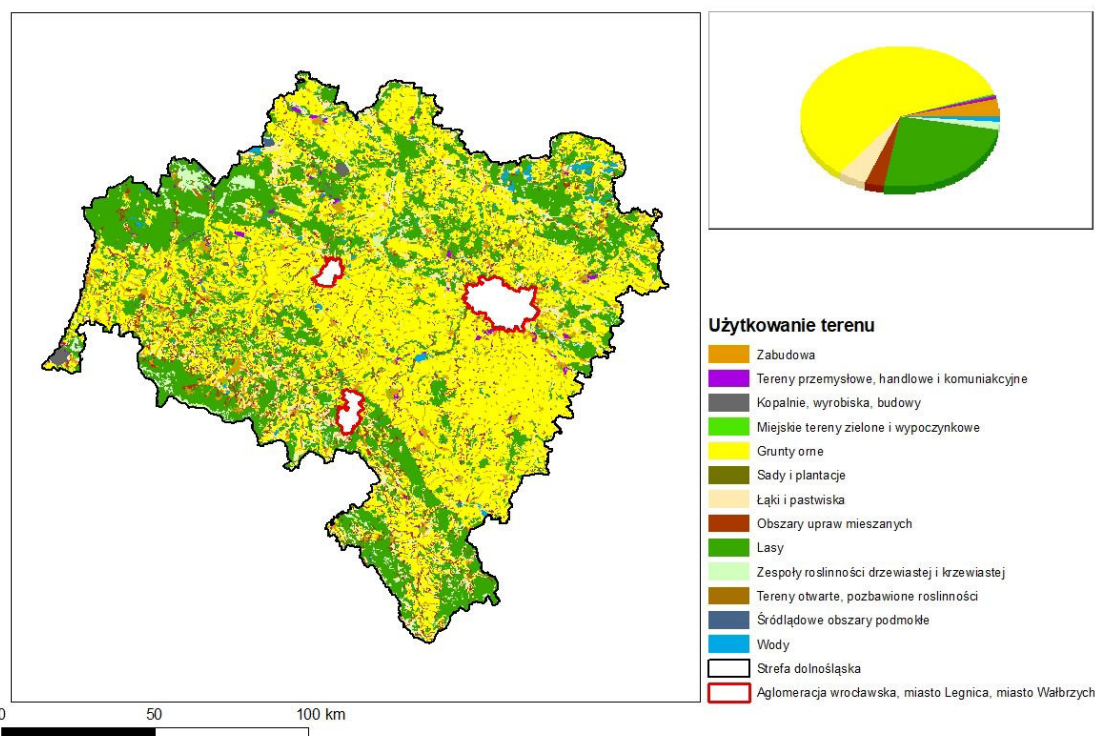 Użytkowanie terenu
Zabudowa
Tereny przemysłowe, handlowe i komuniakcyjne
Kopalnie, wyrobiska, budowy
Miejskie tereny zielone i wypoczynkowe
Grunty orne
Sady i plantacje
Łąki i pastwiska
Obszary upraw mieszanych
Lasy
Zespoły roslinności drzewiastej i krzewiastej
Tereny otwarte, pozbawione roslinności
Śródlądowe obszary podmokłe
Wody
Strefa dolnośląska
Aglomeracja wrocławska, miasto Legnica, miasto Wałbrzych
0 50 100 km